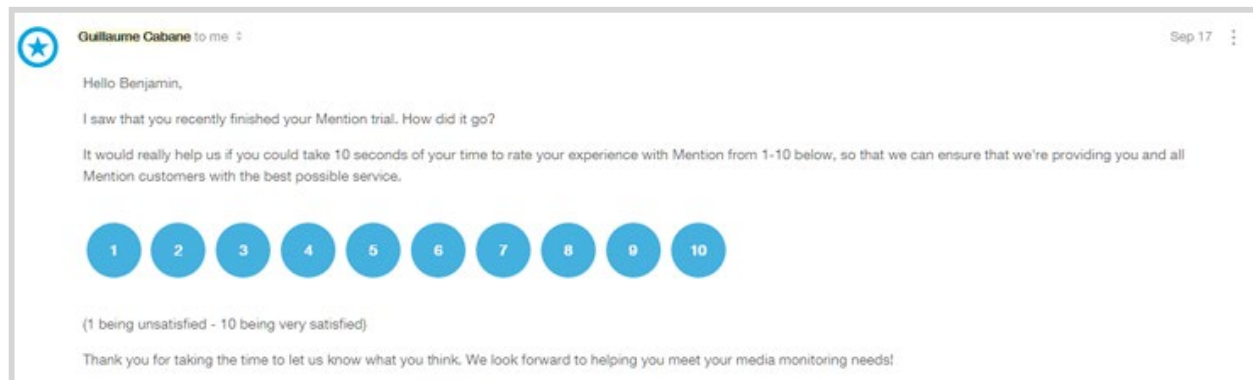 Guillaume Cabane to me
Sep 17
Hello Benjamin,
I saw that you recently finished your Mention trial. How did it go?
It would really help us if you could take 10 seconds of your time to rate your experience with Mention from 1-10 below, so that we can ensure that we're providing you and all
Mention customers with the best possible service.
1 2 3 4 5 6 7 8 9 10
(1 being unsatisfied - 10 being very satisfied)
Thank you for taking the time to let us know what you think. We look forward to helping you meet your media monitoring needs!